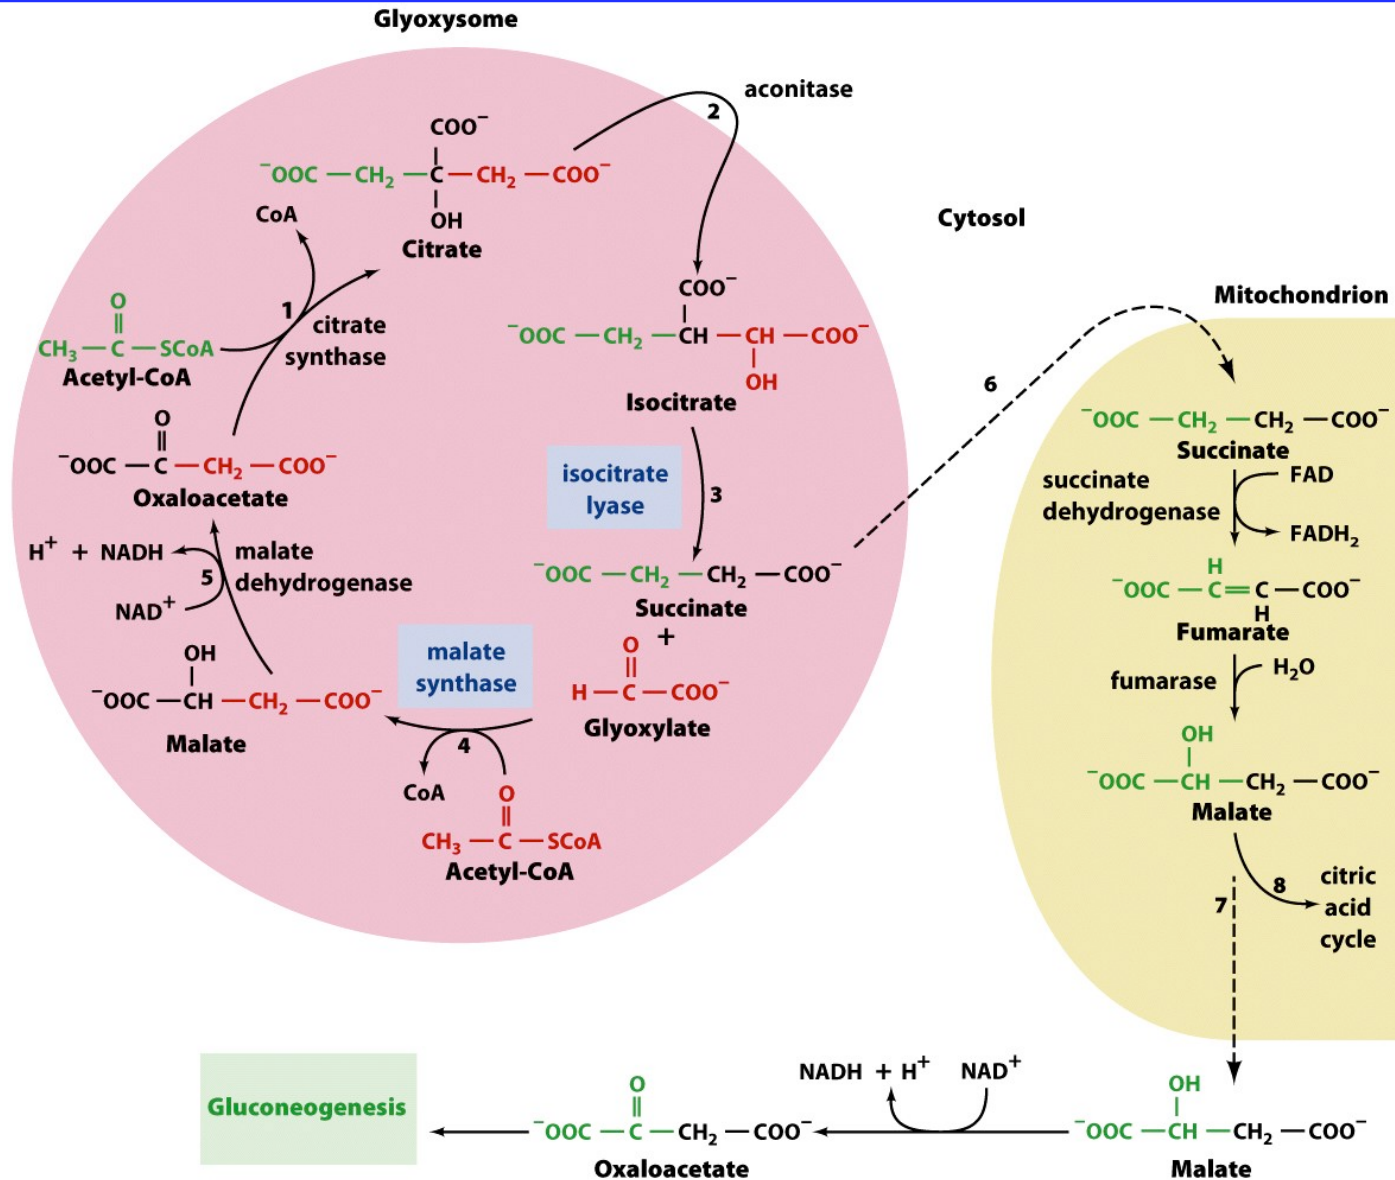 Glyoxysome
2
aconitase
COO⁻
⁻OOC — CH₂ — C — CH₂ — COO⁻
OH
Citrate
CoA
1
citrate
synthase
O
CH₃ — C — SCoA
Acetyl-CoA
Cytosol
COO⁻
⁻OOC — CH₂ — CH — CH — COO⁻
OH
Isocitrate
isocitrate
lyase
3
⁻OOC — CH₂ — CH₂ — COO⁻
Succinate
+
O
H — C — COO⁻
Glyoxylate
malate
synthase
4
CoA
O
CH₃ — C — SCoA
Acetyl-CoA
OH
⁻OOC — CH — CH₂ — COO⁻
Malate
malate
dehydrogenase
5
NAD⁺
H⁺ + NADH
O
⁻OOC — C — CH₂ — COO⁻
Oxaloacetate
6
Mitochondrion
⁻OOC — CH₂ — CH₂ — COO⁻
Succinate
succinate
dehydrogenase
FAD
FADH₂
H
⁻OOC — C = C — COO⁻
H
Fumarate
fumarase
H₂O
OH
⁻OOC — CH — CH₂ — COO⁻
Malate
8
citric
acid
cycle
7
OH
⁻OOC — CH — CH₂ — COO⁻
Malate
NAD⁺
NADH + H⁺
O
⁻OOC — C — CH₂ — COO⁻
Oxaloacetate
Gluconeogenesis